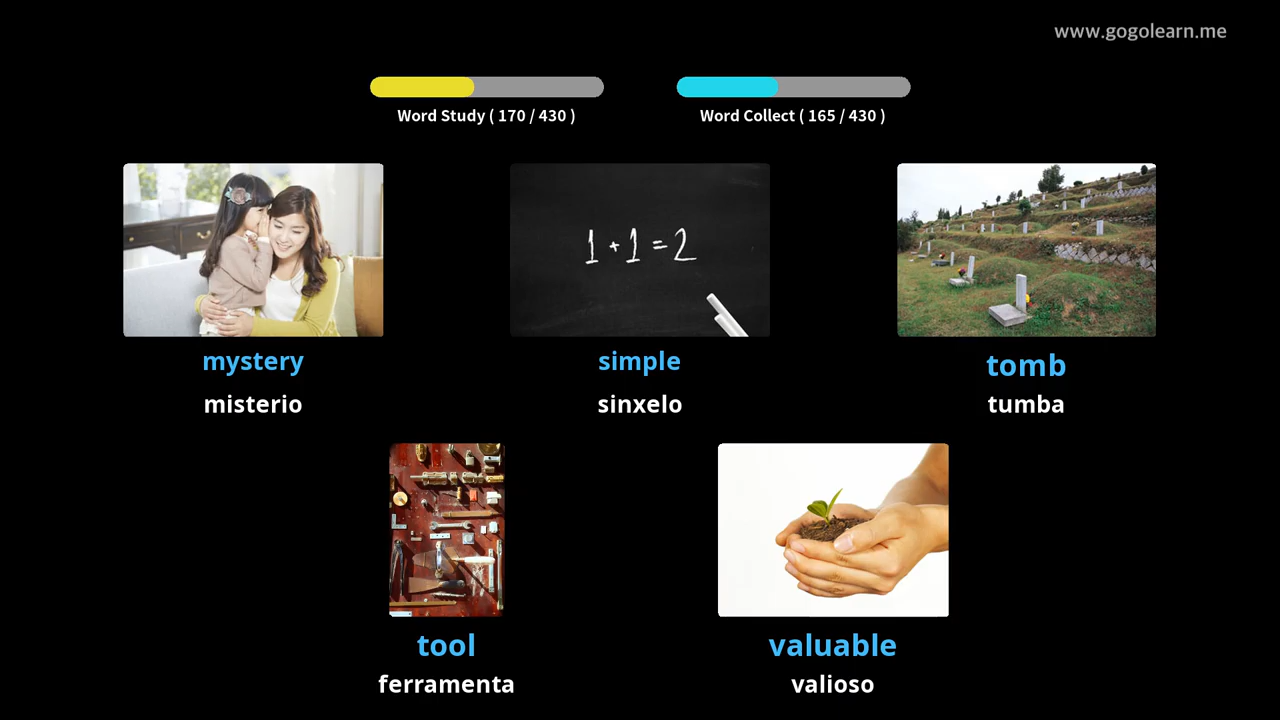 www.gogolearn.me
Word Study ( 170 / 430 )
Word Collect ( 165 / 430 )
1 + 1 = 2
mystery
misterio
simple
sinxelo
tomb
tumba
tool
ferramenta
valuable
valioso